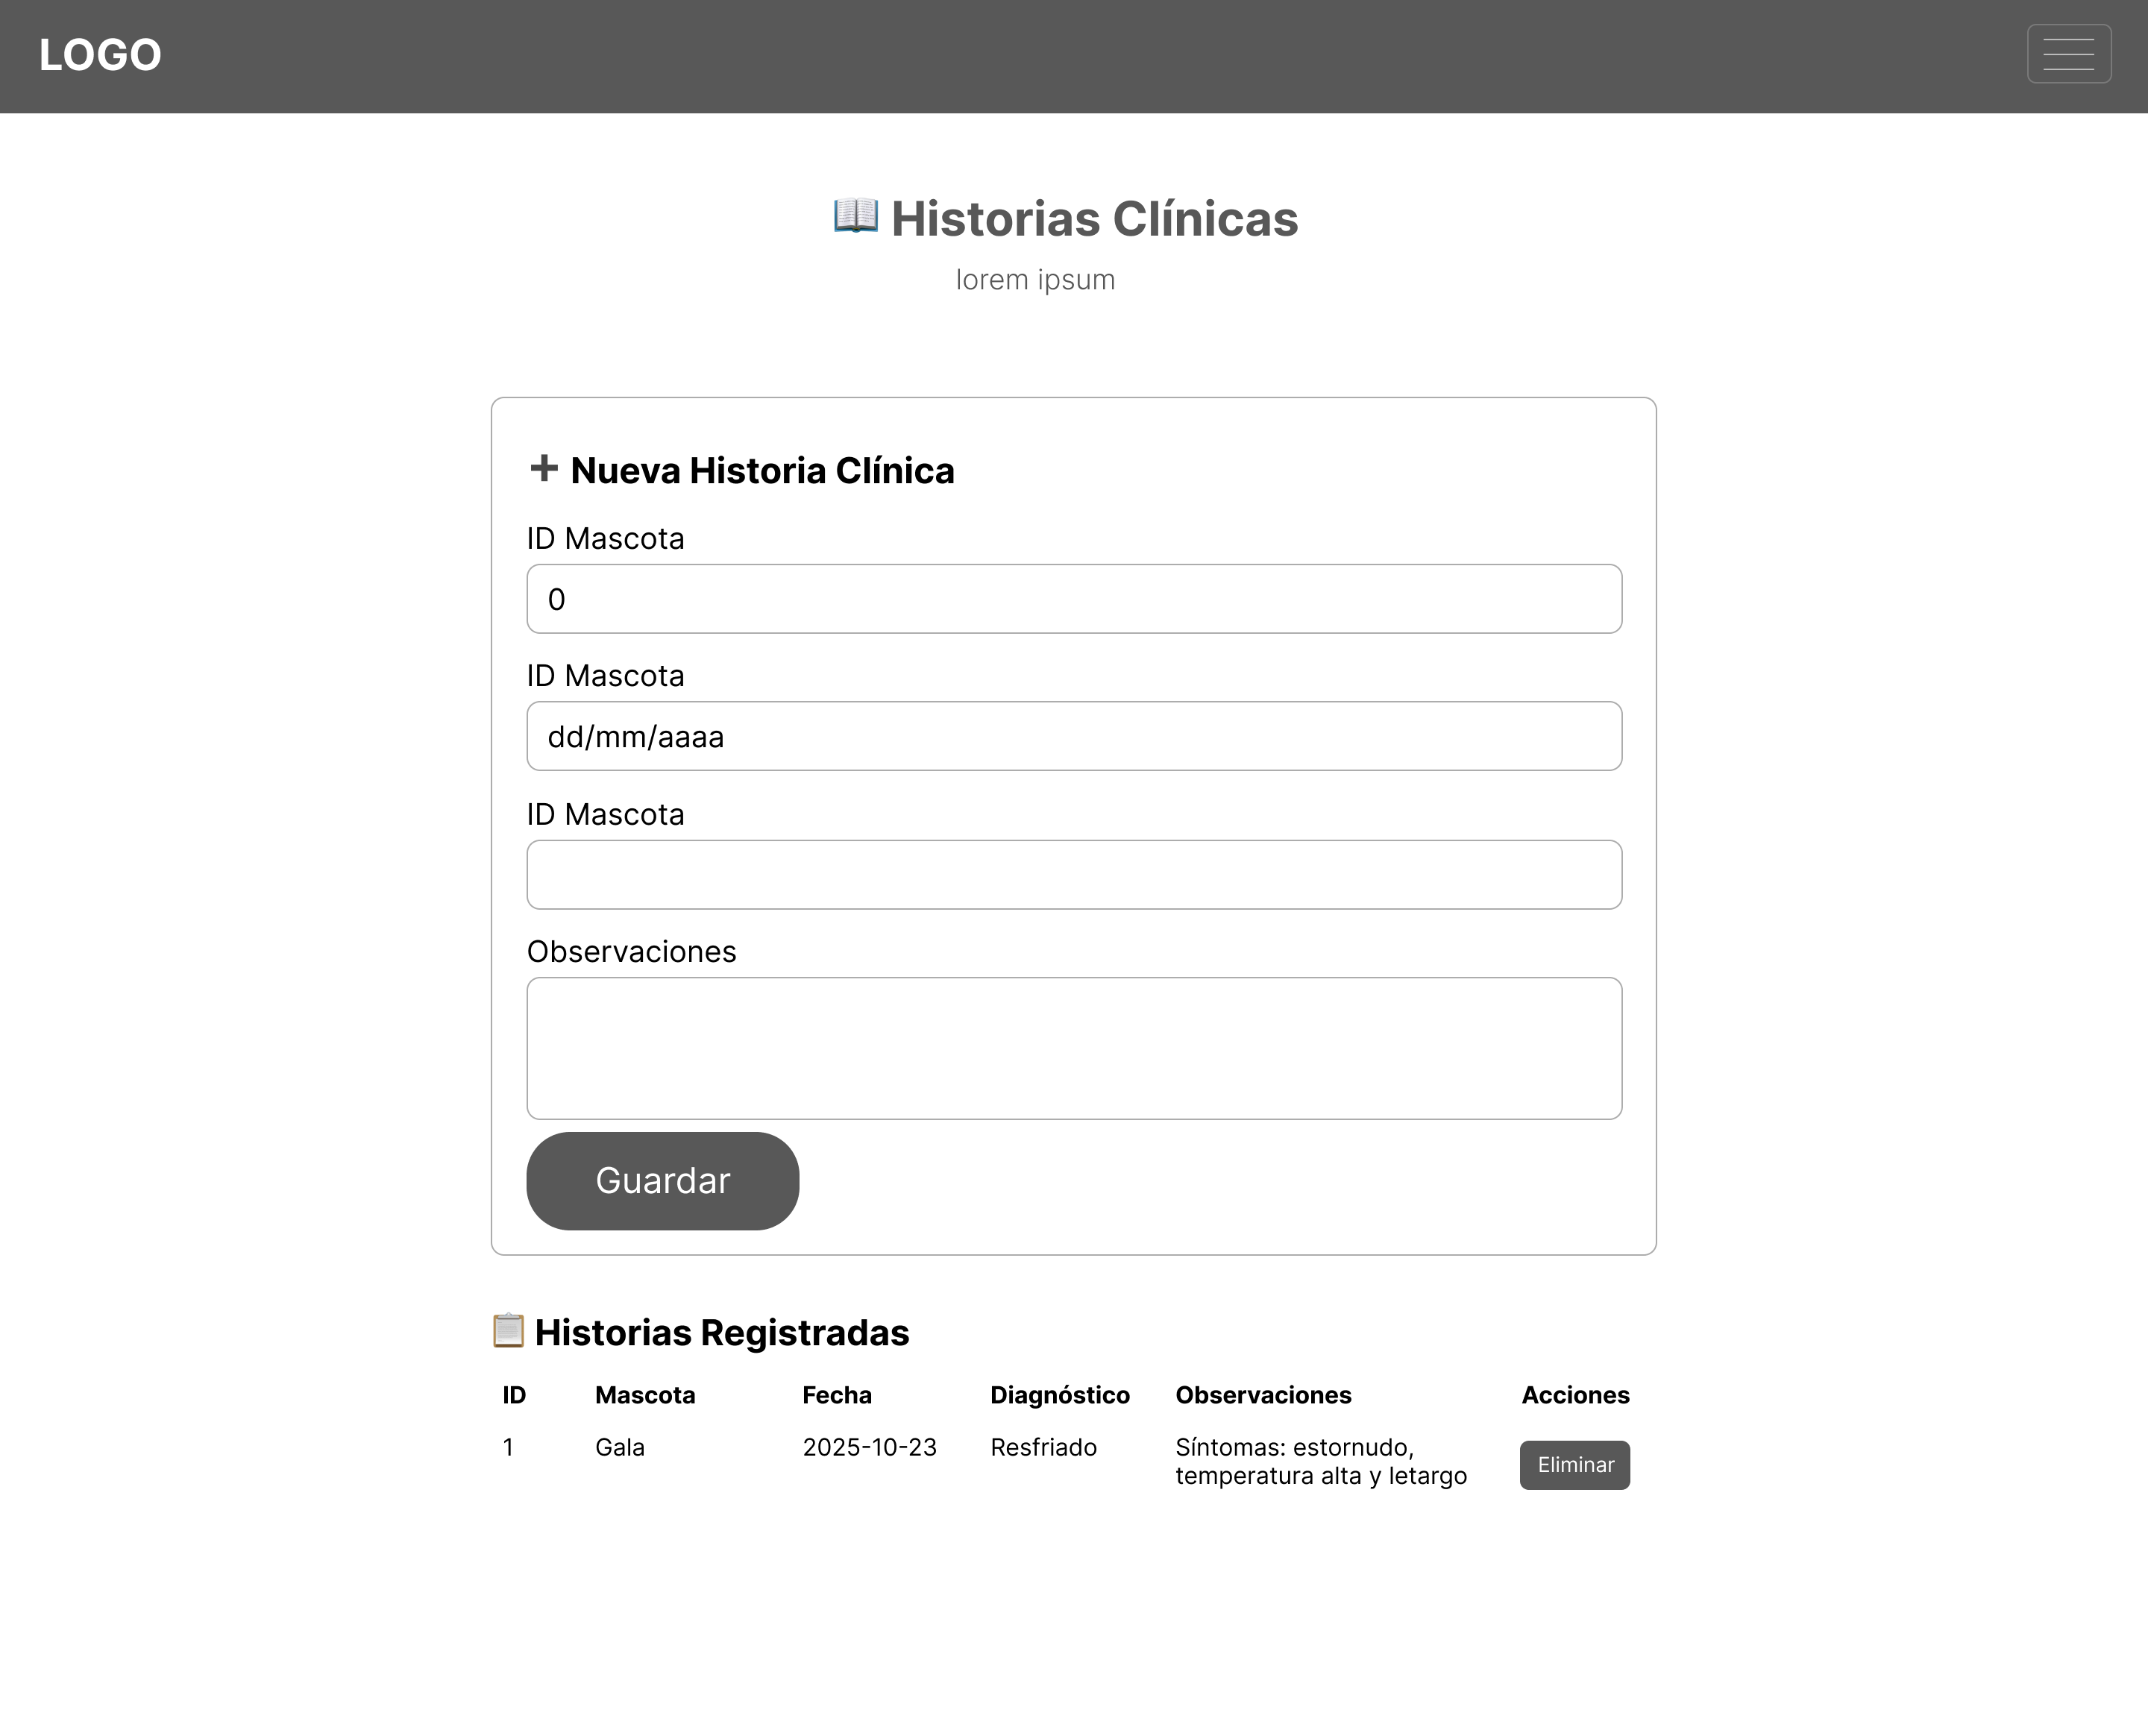 LOGO
📖 Historias Clínicas
lorem ipsum
➕ Nueva Historia Clínica
ID Mascota
0
ID Mascota
dd/mm/aaaa
ID Mascota
Observaciones
Guardar
📋 Historias Registradas
ID Mascota Fecha Diagnóstico Observaciones Acciones
1 Gala 2025-10-23 Resfriado Síntomas: estornudo,
temperatura alta y letargo
Eliminar